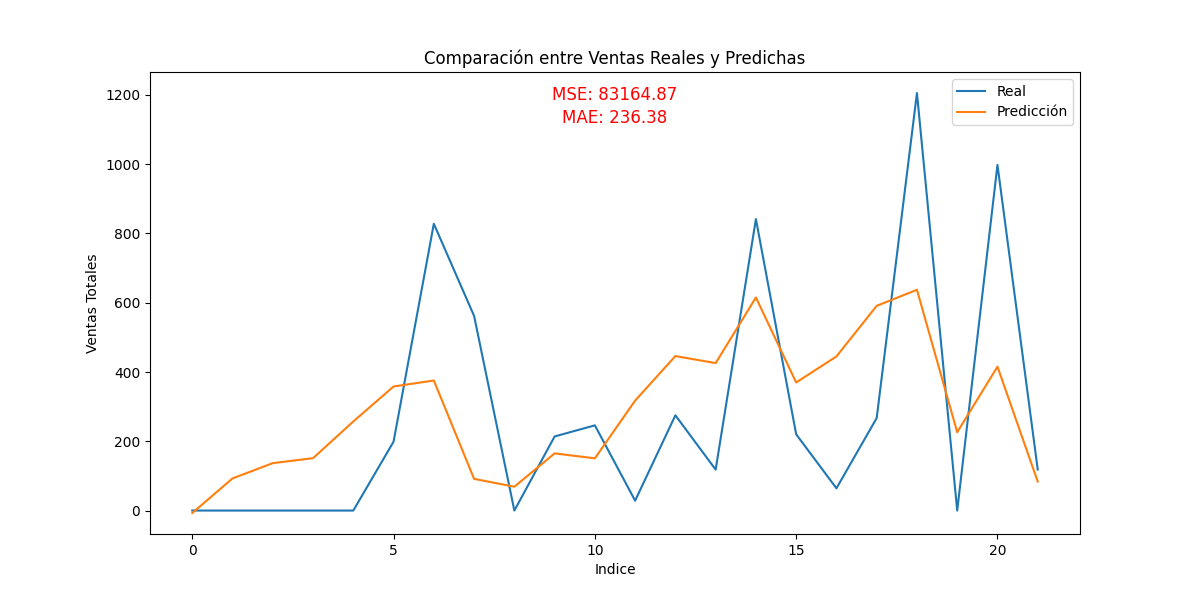 Comparación entre Ventas Reales y Predichas
MSE: 83164.87
MAE: 236.38
Real
Predicción
Ventas Totales
1200
1000
800
600
400
200
0
0 5 10 15 20
Indice